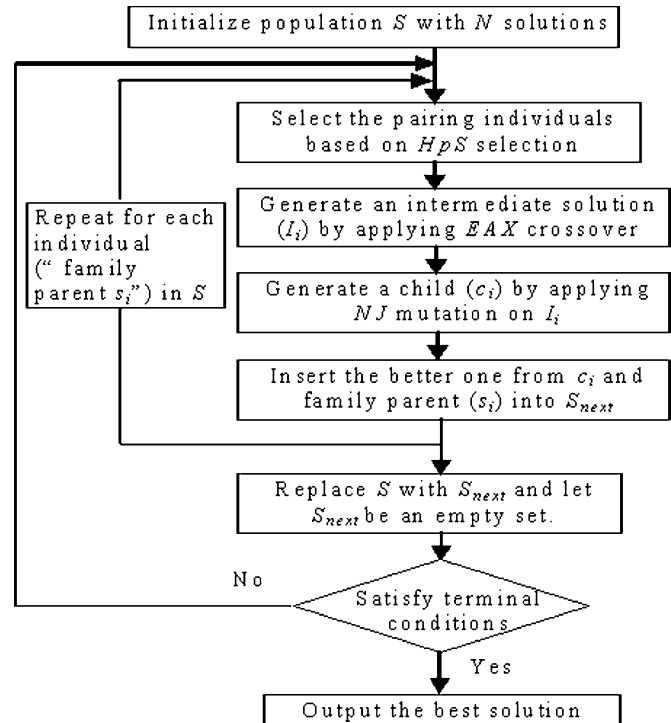 Initialize population S with N solutions
Select the pairing individuals
based on HpS selection
Repeat for each
individual
(“ family
parent si”) in S
Generate an intermediate solution
(Ii) by applying EAX crossover
Generate a child (ci) by applying
NJ mutation on Ii
Insert the better one from ci and
family parent (si) into Snext
Replace S with Snext and let
Snext be an empty set.
No
Satisfy terminal
conditions
Yes
Output the best solution